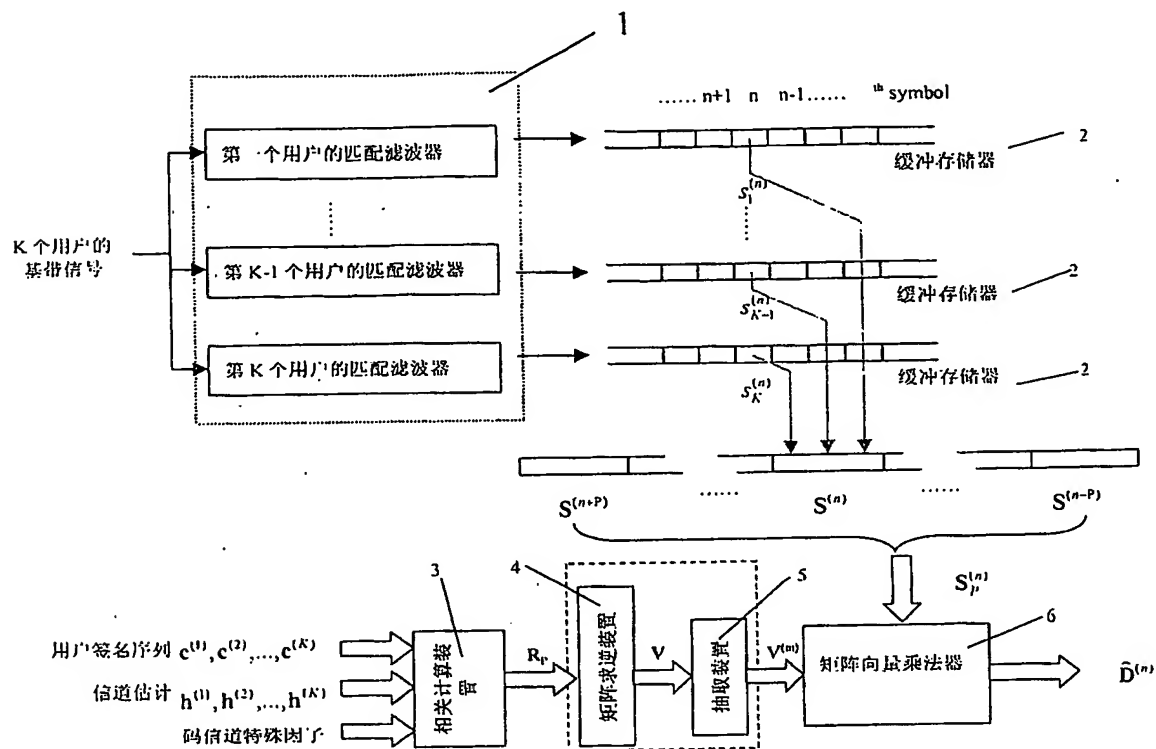 1
…… n+1 n n-1 …… th symbol
第一个用户的匹配滤波器
2
缓冲存储器
S_1^{(n)}
K 个用户的
基带信号
第 K-1 个用户的匹配滤波器
2
缓冲存储器
S_{K-1}^{(n)}
第 K 个用户的匹配滤波器
缓冲存储器
2
S_K^{(n)}
…… ……
S^{(n+P)} S^{(n)} S^{(n-P)}
3
4
5
S_P^{(n)}
6
用户签名序列 c^{(1)}, c^{(2)},..., c^{(K)}
信道估计 h^{(1)}, h^{(2)},..., h^{(K)}
码信道特殊因子
相关计算装置
R_P
矩阵求逆装置
V
抽取装置
V^{(m)}
矩阵向量乘法器
D̂^{(n)}